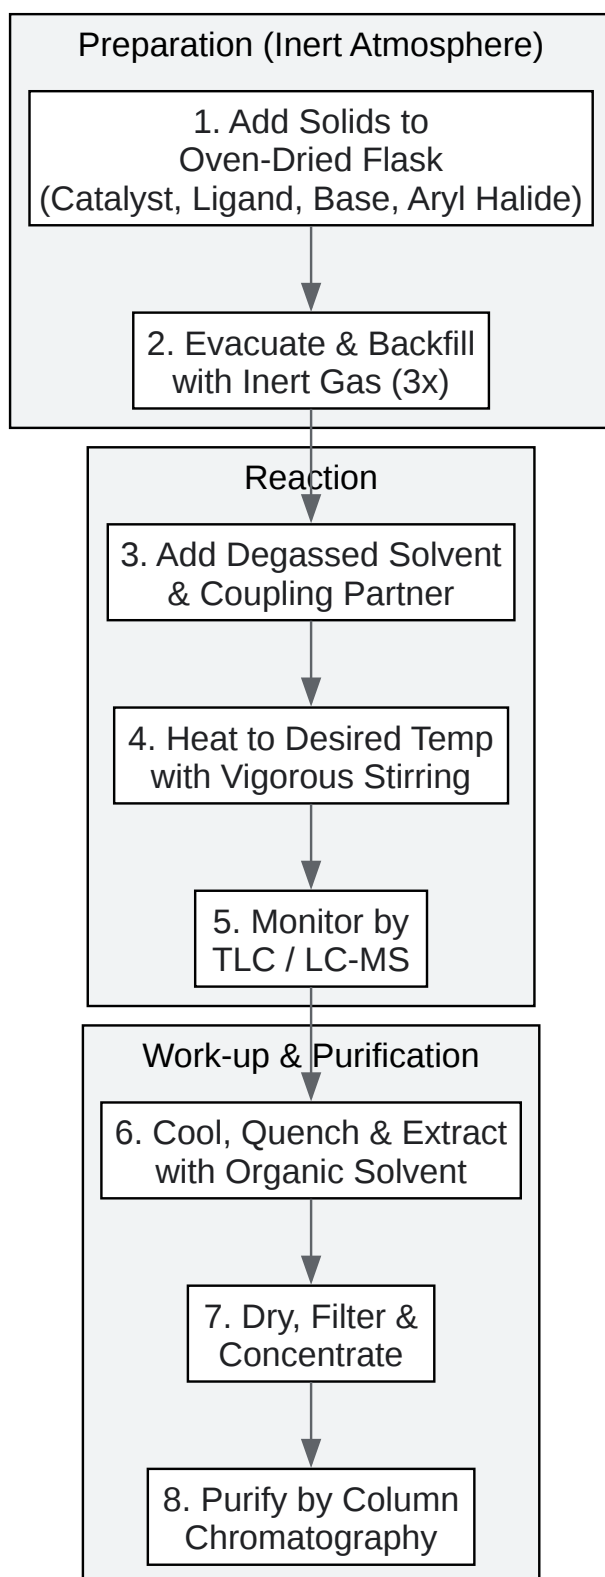 Preparation (Inert Atmosphere)
1. Add Solids to
Oven-Dried Flask
(Catalyst, Ligand, Base, Aryl Halide)
2. Evacuate & Backfill
with Inert Gas (3x)
Reaction
3. Add Degassed Solvent
& Coupling Partner
4. Heat to Desired Temp
with Vigorous Stirring
5. Monitor by
TLC / LC-MS
Work-up & Purification
6. Cool, Quench & Extract
with Organic Solvent
7. Dry, Filter &
Concentrate
8. Purify by Column
Chromatography